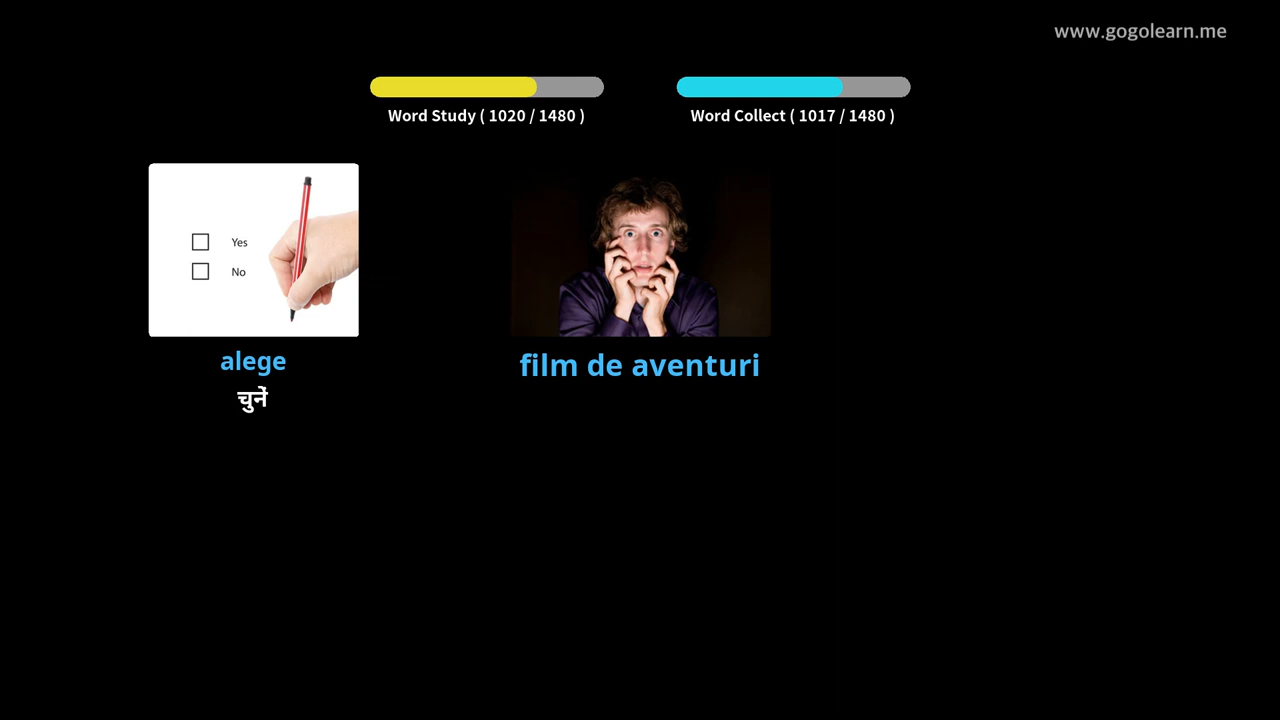 www.gogolearn.me
Word Study ( 1020 / 1480 )
Word Collect ( 1017 / 1480 )
Yes
No
alege
चुनें
film de aventuri